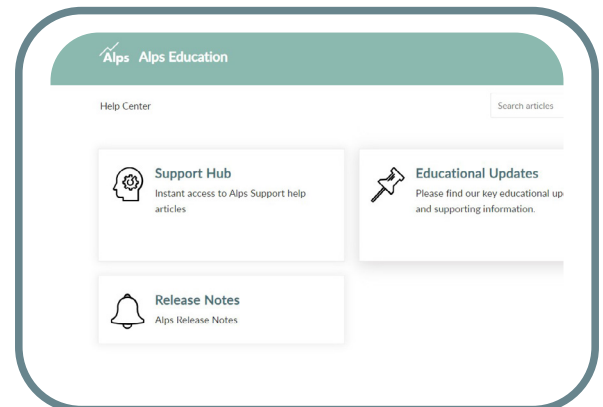 Alps Alps Education
Help Center
Search articles
Support Hub
Instant access to Alps Support help
articles
Educational Updates
Please find our key educational up
and supporting information.
Release Notes
Alps Release Notes